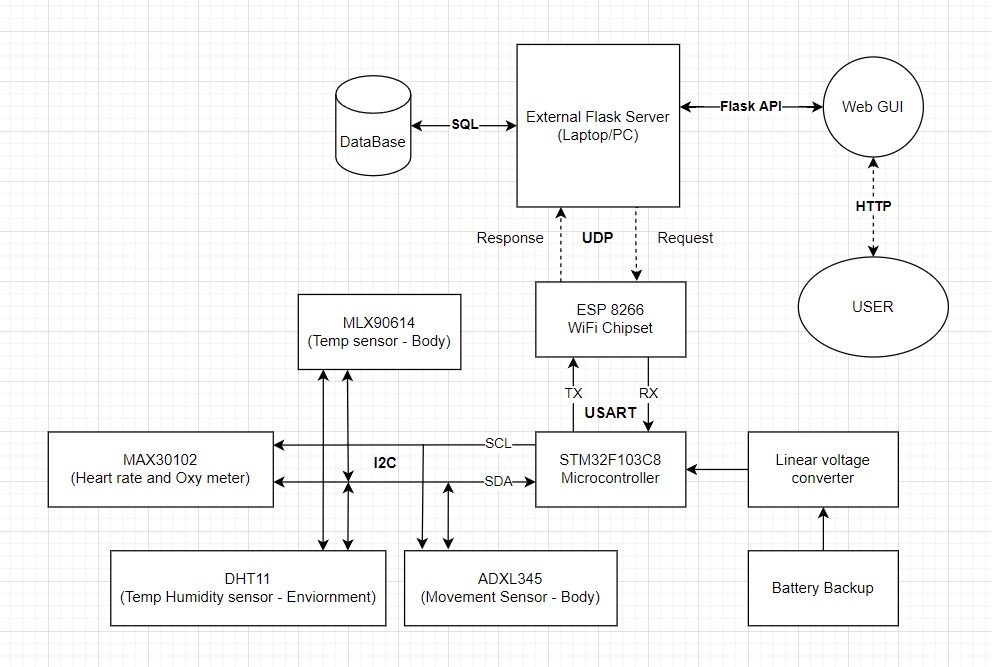 External Flask Server
(Laptop/PC)
Flask API
Web GUI
SQL
DataBase
HTTP
Response
UDP
Request
USER
ESP 8266
WiFi Chipset
MLX90614
(Temp sensor - Body)
TX
RX
USART
SCL
MAX30102
(Heart rate and Oxy meter)
I2C
SDA
STM32F103C8
Microcontroller
Linear voltage
converter
DHT11
(Temp Humidity sensor - Enviornment)
ADXL345
(Movement Sensor - Body)
Battery Backup